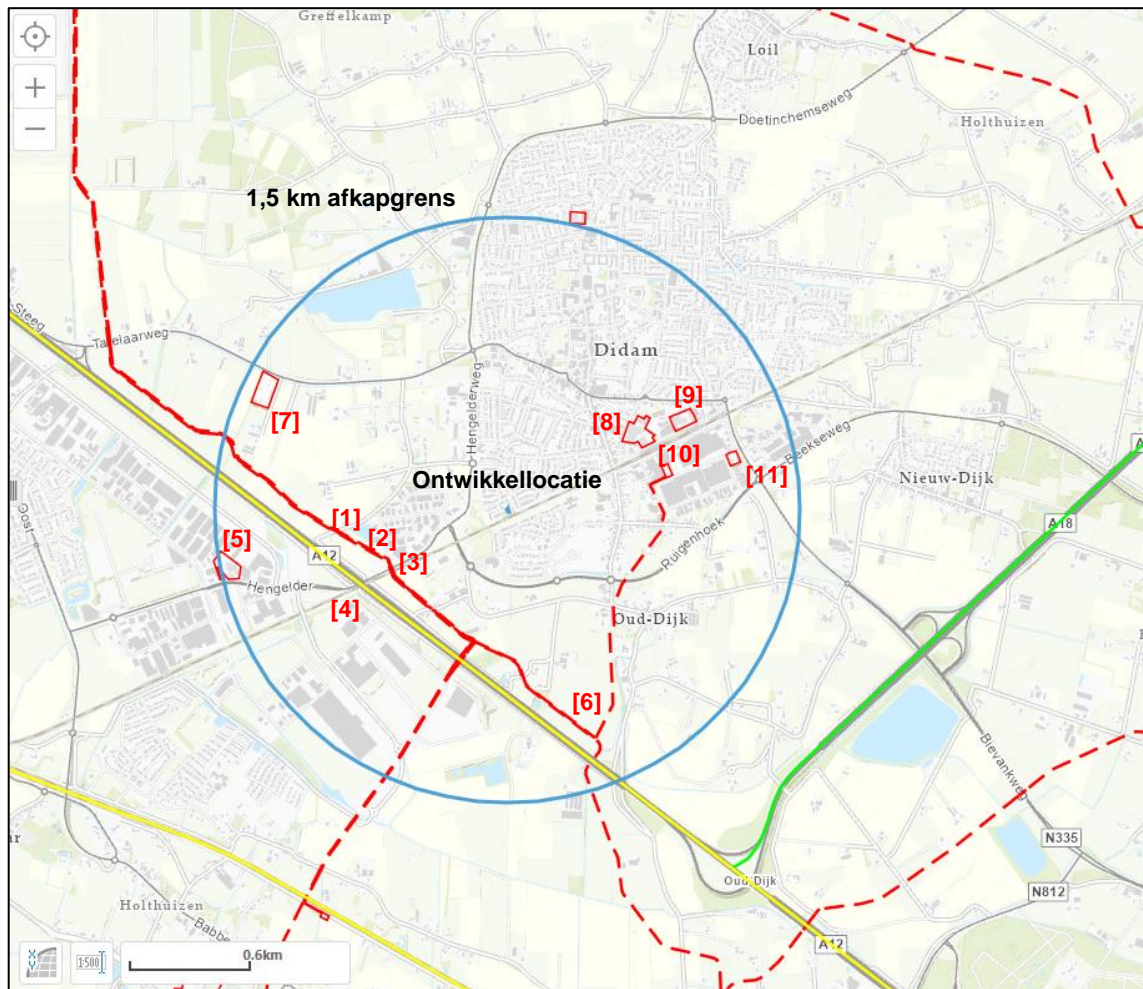 Greffelkamp
Loil
Doetinchemseweg
Holthuizen
1,5 km afkapgrens
Steeg
Tatelaarweg
Didam
Hengelderweg
[7]
[8]
[9]
[10]
[11]
Beekseweg
Ontwikkellocatie
Nieuw-Dijk
A
A18
[1]
[2]
[3]
A12
Oost
[5]
Hengelder
[4]
Ruigenhoek
Oud-Dijk
[6]
Bievankweg
N335
N812
Oud-Dijk
A12
ar
Holthuizen
Babbe
X
Y
1:500
0.6km